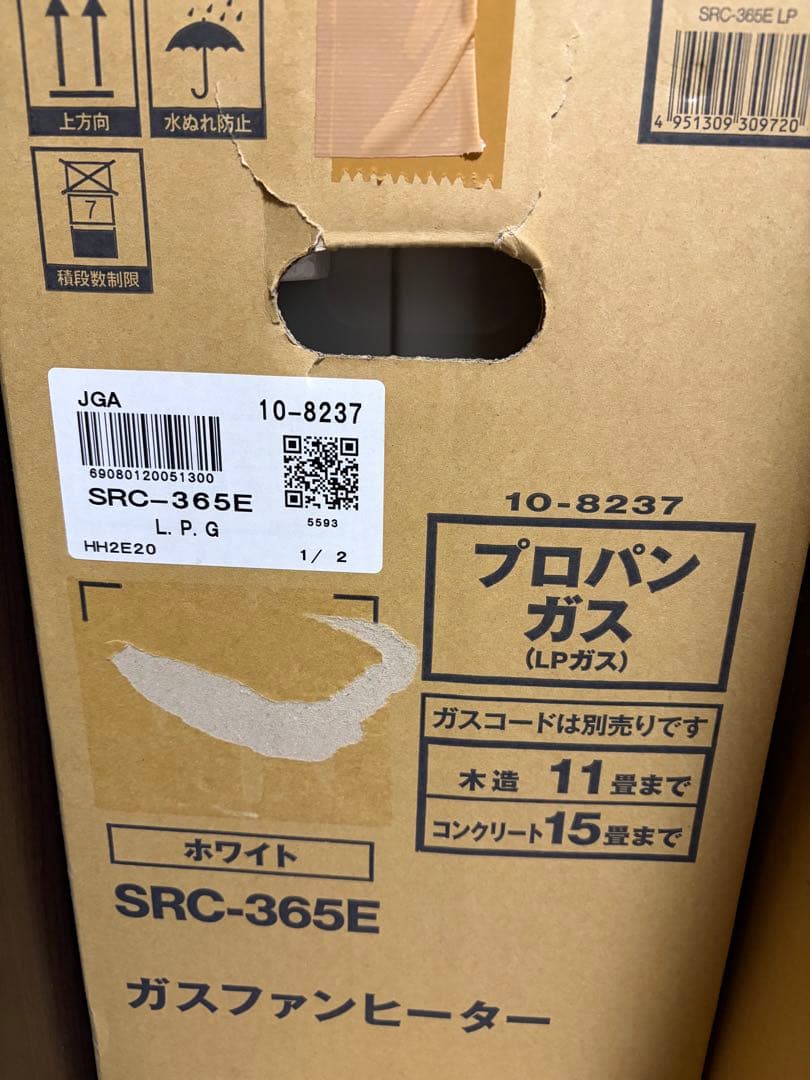 上方向
水ぬれ防止
SRC-365E LP
4 951309 309720
7
積段数制限
JGA
10-8237
69080120051300
SRC-365E
L.P.G
5593
HH2E20
1/ 2
10-8237
プロパン
ガス
(LPガス)
ガスコードは別売りです
木造 11畳まで
コンクリート15畳まで
ホワイト
SRC-365E
ガスファンヒーター